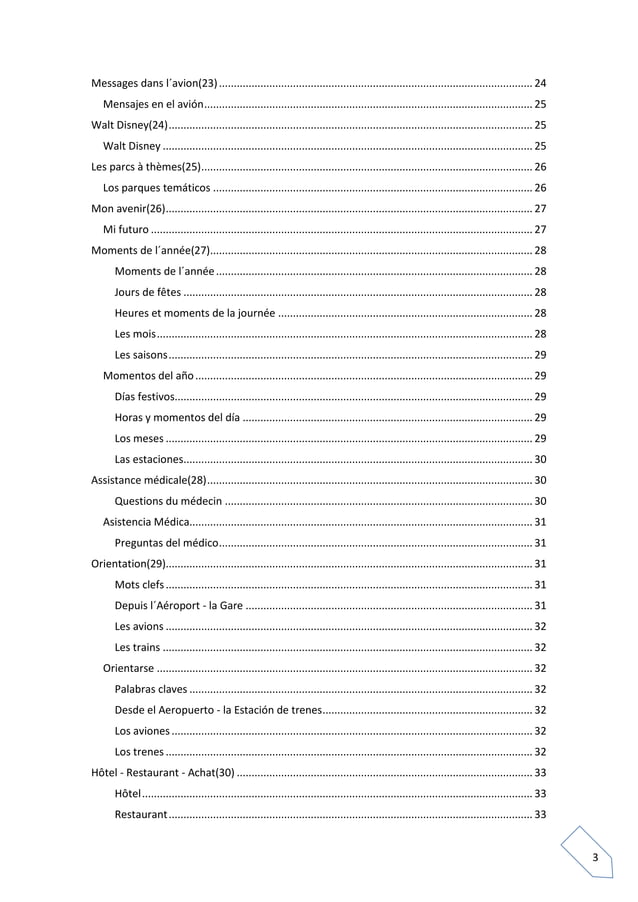 Messages dans l´avion(23) ........ 24
Mensajes en el avión ........ 25
Walt Disney(24) ........ 25
Walt Disney ........ 25
Les parcs à thèmes(25) ........ 26
Los parques temáticos ........ 26
Mon avenir(26) ........ 27
Mi futuro ........ 27
Moments de l´année(27) ........ 28
Moments de l´année ........ 28
Jours de fêtes ........ 28
Heures et moments de la journée ........ 28
Les mois ........ 28
Les saisons ........ 29
Momentos del año ........ 29
Días festivos ........ 29
Horas y momentos del día ........ 29
Los meses ........ 29
Las estaciones ........ 30
Assistance médicale(28) ........ 30
Questions du médecin ........ 30
Asistencia Médica ........ 31
Preguntas del médico ........ 31
Orientation(29) ........ 31
Mots clefs ........ 31
Depuis l´Aéroport - la Gare ........ 31
Les avions ........ 32
Les trains ........ 32
Orientarse ........ 32
Palabras claves ........ 32
Desde el Aeropuerto - la Estación de trenes ........ 32
Los aviones ........ 32
Los trenes ........ 32
Hôtel - Restaurant - Achat(30) ........ 33
Hôtel ........ 33
Restaurant ........ 33
3